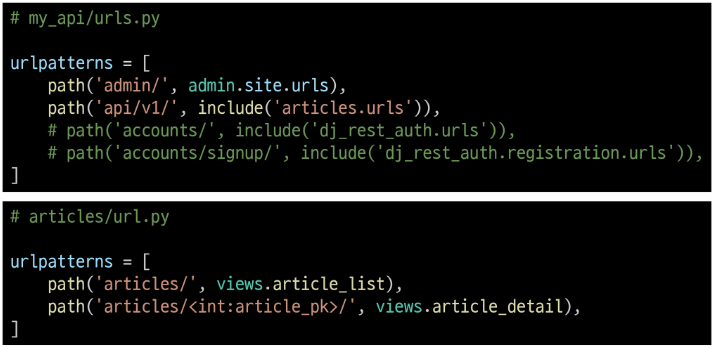 # my_api/urls.py
urlpatterns = [
    path('admin/', admin.site.urls),
    path('api/v1/', include('articles.urls')),
    # path('accounts/', include('dj_rest_auth.urls')),
    # path('accounts/signup/', include('dj_rest_auth.registration.urls')),
]
# articles/url.py
urlpatterns = [
    path('articles/', views.article_list),
    path('articles/<int:article_pk>/', views.article_detail),
]